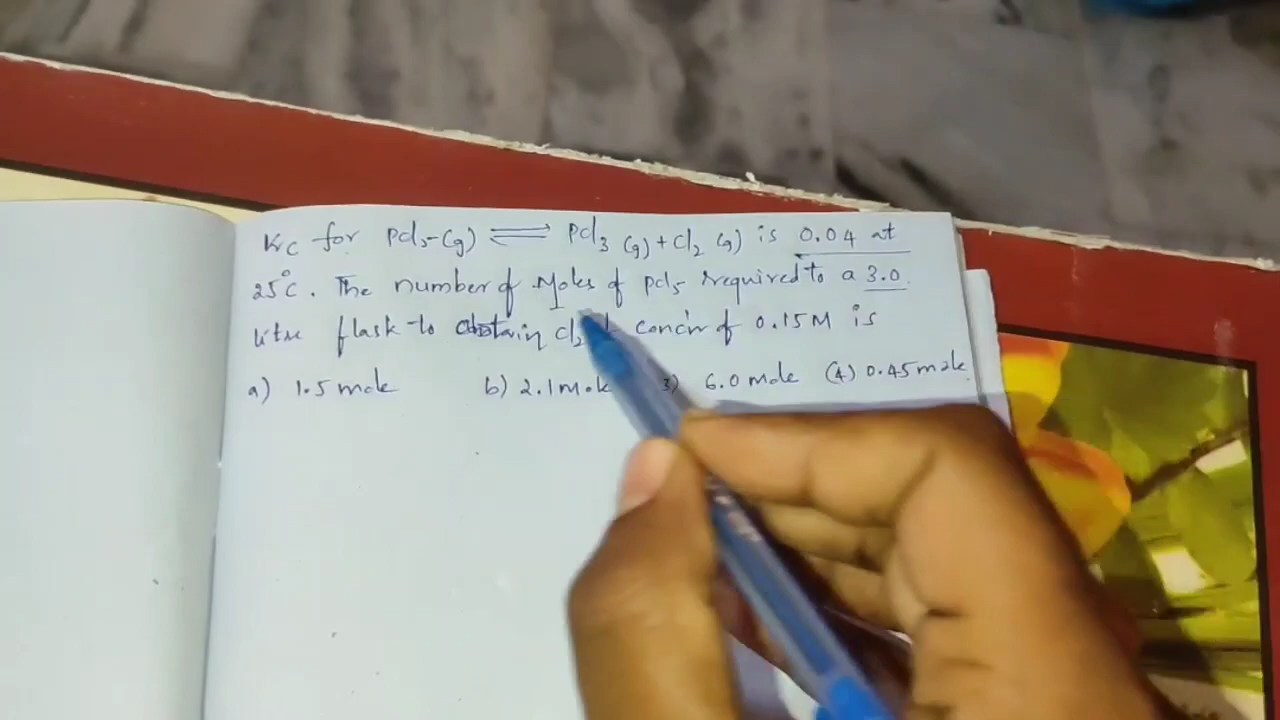 Kc for pcl5(g) ⇌ pcl3 (g) + cl2 (g) is 0.04 at
25°C. The number of Moles of pcl5 required to a 3.0
litre flask to obtain cl2 conc'n of 0.15M is
a) 1.5 mole b) 2.1 mole 3) 6.0 mole (4) 0.45 mole